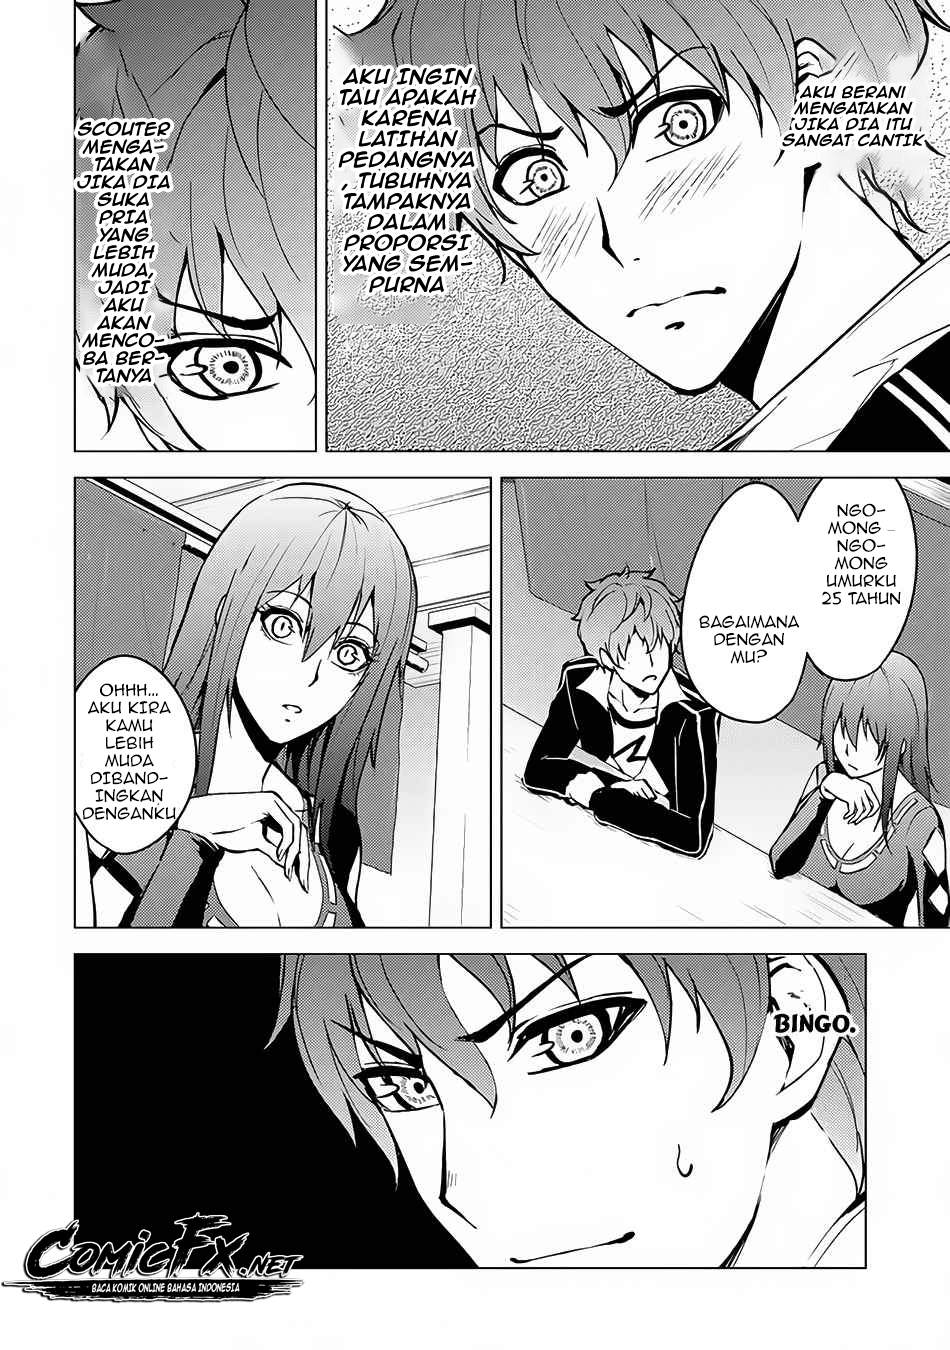 AKU BERANI
MENGATAKAN
JIKA DIA ITU
SANGAT CANTIK
AKU INGIN
TAU APAKAH
KARENA
LATIHAN
PEDANGNYA
, TUBUHNYA
TAMPAKNYA
DALAM
PROPORSI
YANG SEM-
PURNA
SCOUTER
MENGA-
TAKAN
JIKA DIA
SUKA
PRIA
YANG
LEBIH
MUDA,
JADI
AKU
AKAN
MENCO-
BA BER-
TANYA
NGO-
MONG
NGO-
MONG
UMURKU
25 TAHUN
BAGAIMANA
DENGAN
MU?
OHHH...
AKU KIRA
KAMU
LEBIH
MUDA
DIBAND-
INGKAN
DENGANKU
BINGO.
COMICFX.NET
BACA KOMIK ONLINE BAHASA INDONESIA